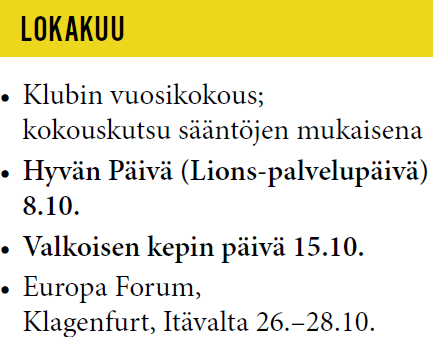 LOKAKUU
• Klubin vuosikokous;
kokouskutsu sääntöjen mukaisena
• Hyvän Päivä (Lions-palvelupäivä)
8.10.
• Valkoisen kepin päivä 15.10.
• Europa Forum,
Klagenfurt, Itävalta 26.–28.10.